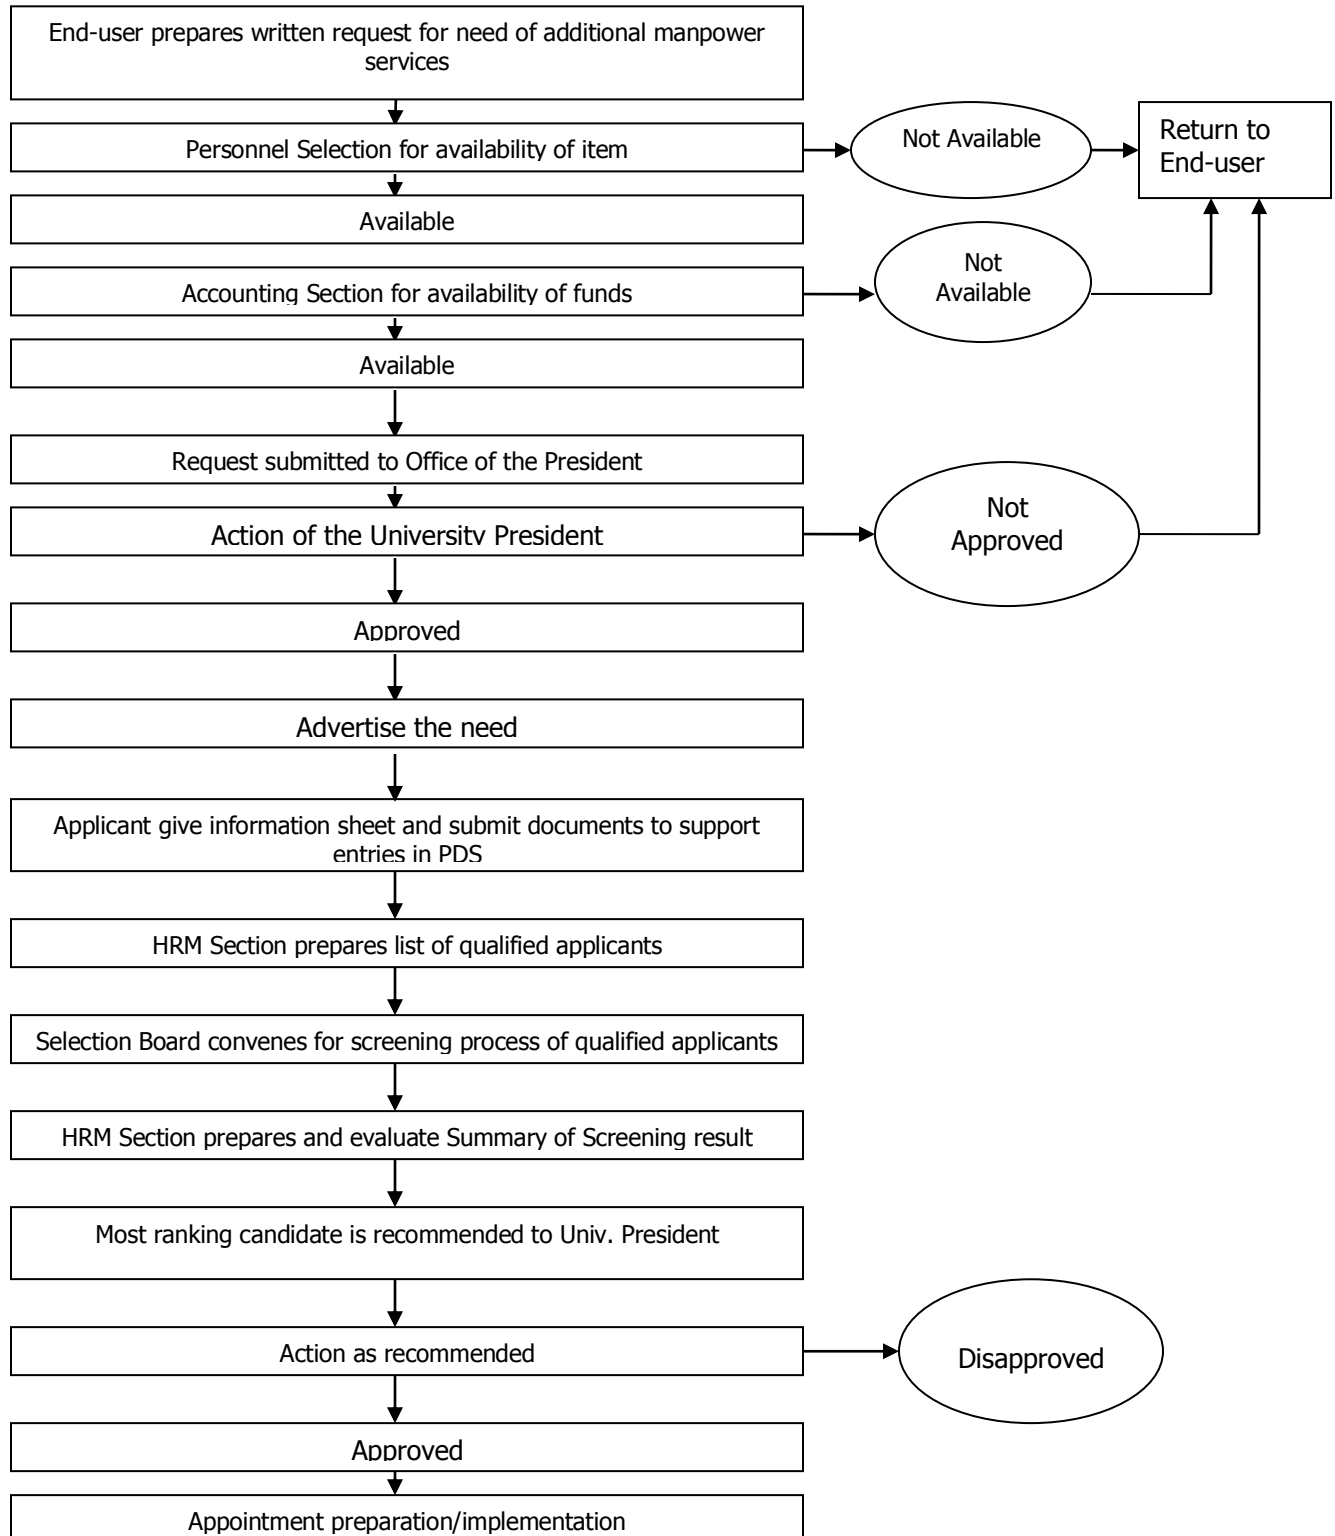 End-user prepares written request for need of additional manpower
services
Personnel Selection for availability of item
Not Available
Return to
End-user
Available
Not
Available
Accounting Section for availability of funds
Available
Request submitted to Office of the President
Not
Approved
Action of the University President
Approved
Advertise the need
Applicant give information sheet and submit documents to support
entries in PDS
HRM Section prepares list of qualified applicants
Selection Board convenes for screening process of qualified applicants
HRM Section prepares and evaluate Summary of Screening result
Most ranking candidate is recommended to Univ. President
Action as recommended
Disapproved
Approved
Appointment preparation/implementation